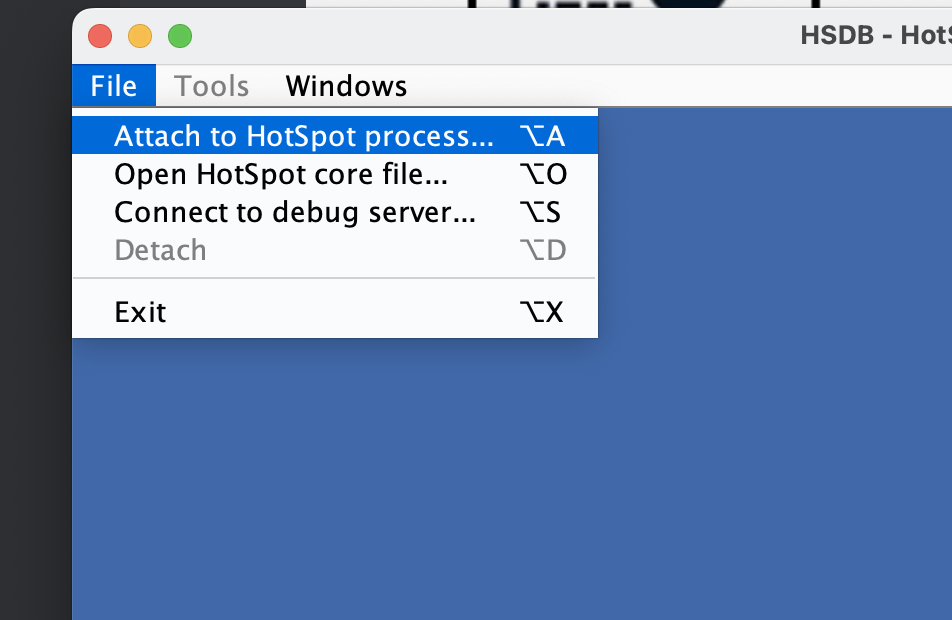 HSDB - HotS
File Tools Windows
Attach to HotSpot process... ⌥A
Open HotSpot core file... ⌥O
Connect to debug server... ⌥S
Detach ⌥D
Exit ⌥X